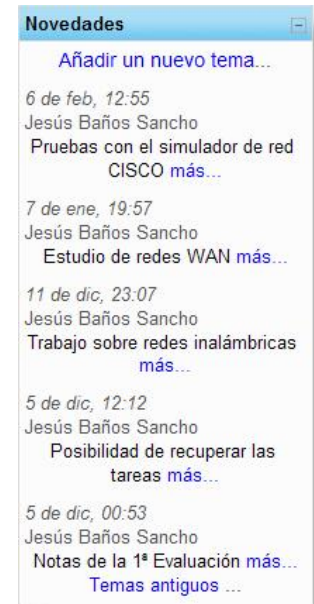 Novedades
Añadir un nuevo tema...
6 de feb, 12:55
Jesús Baños Sancho
Pruebas con el simulador de red
CISCO más...
7 de ene, 19:57
Jesús Baños Sancho
Estudio de redes WAN más...
11 de dic, 23:07
Jesús Baños Sancho
Trabajo sobre redes inalámbricas
más...
5 de dic, 12:12
Jesús Baños Sancho
Posibilidad de recuperar las
tareas más...
5 de dic, 00:53
Jesús Baños Sancho
Notas de la 1ª Evaluación más...
Temas antiguos ...